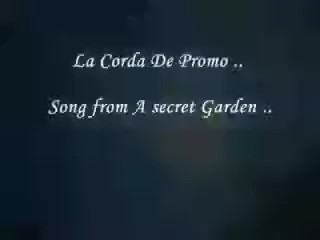 La Corda De Promo ..
Song from A secret Garden ..